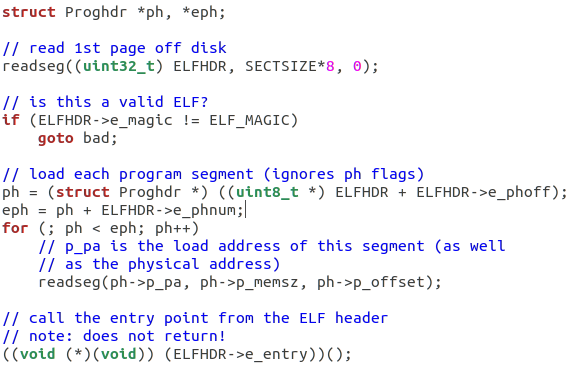 struct Proghdr *ph, *eph;

// read 1st page off disk
readseg((uint32_t) ELFHDR, SECTSIZE*8, 0);

// is this a valid ELF?
if (ELFHDR->e_magic != ELF_MAGIC)
    goto bad;

// load each program segment (ignores ph flags)
ph = (struct Proghdr *) ((uint8_t *) ELFHDR + ELFHDR->e_phoff);
eph = ph + ELFHDR->e_phnum;
for (; ph < eph; ph++)
    // p_pa is the load address of this segment (as well
    // as the physical address)
    readseg(ph->p_pa, ph->p_memsz, ph->p_offset);

// call the entry point from the ELF header
// note: does not return!
((void (*)(void)) (ELFHDR->e_entry))();